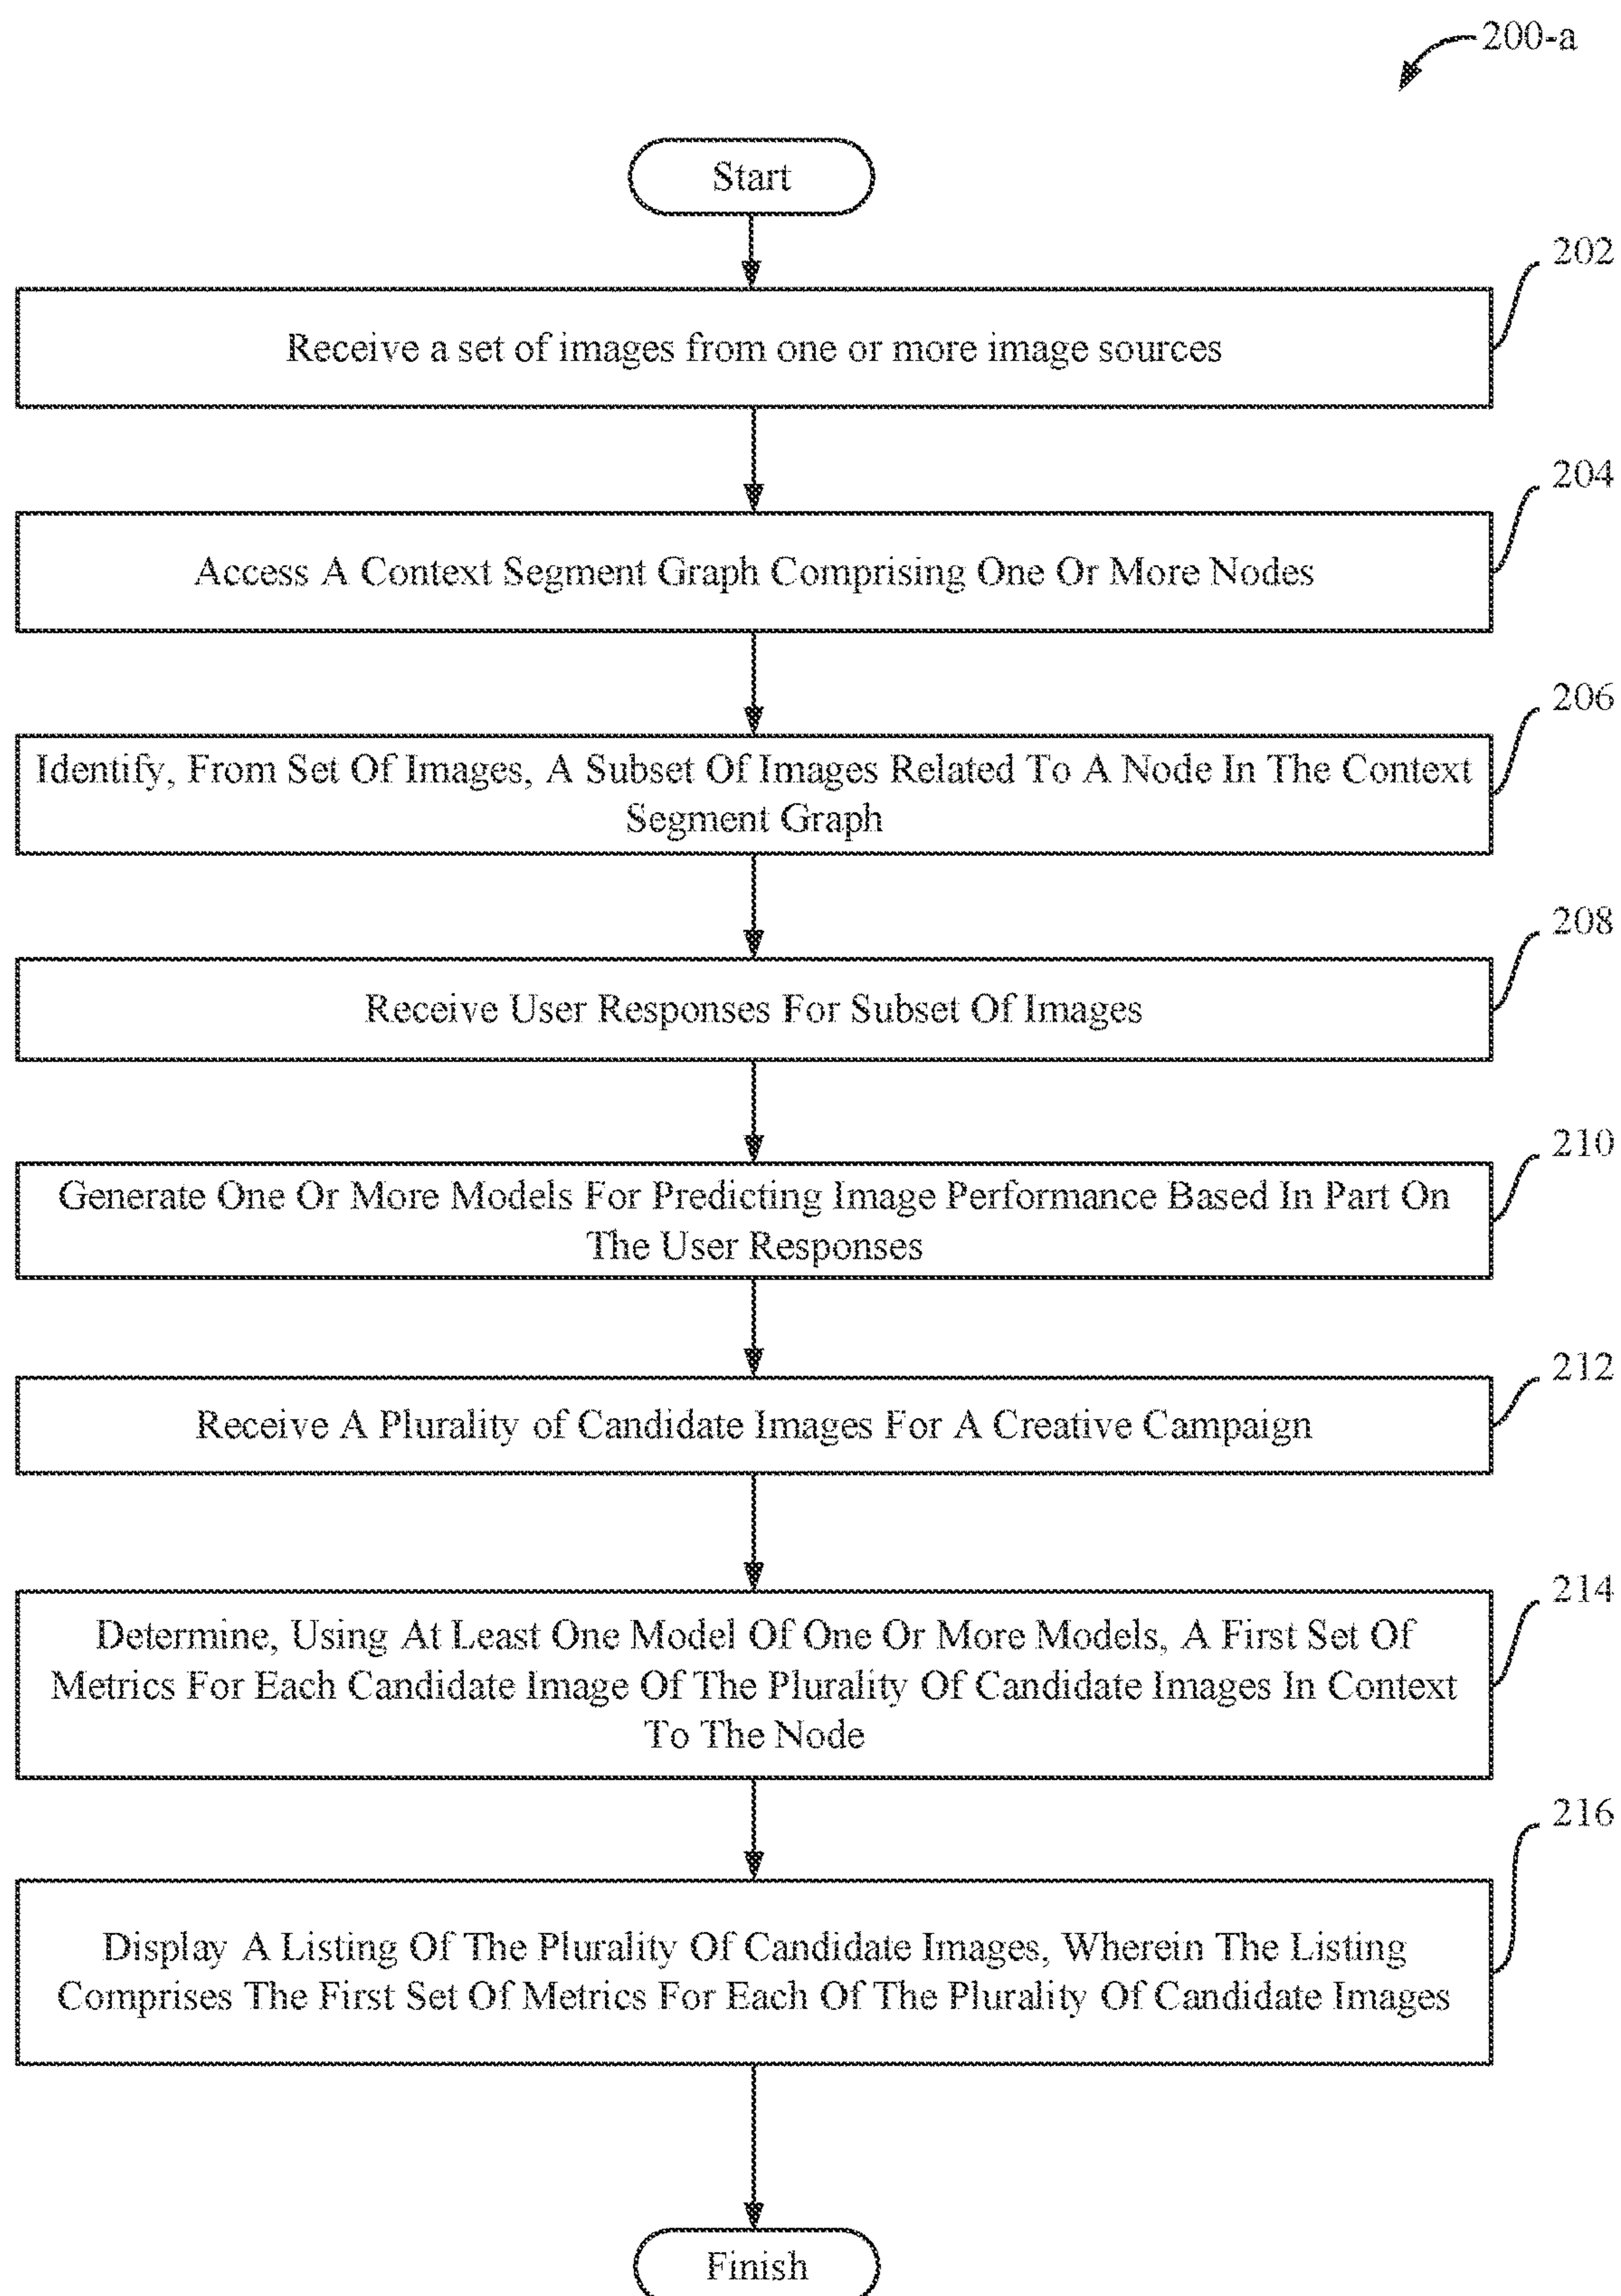 200-a
Start
202
Receive a set of images from one or more image sources
204
Access A Context Segment Graph Comprising One Or More Nodes
206
Identify, From Set Of Images, A Subset Of Images Related To A Node In The Context
Segment Graph
208
Receive User Responses For Subset Of Images
210
Generate One Or More Models For Predicting Image Performance Based In Part On
The User Responses
212
Receive A Plurality of Candidate Images For A Creative Campaign
214
Determine, Using At Least One Model Of One Or More Models, A First Set Of
Metrics For Each Candidate Image Of The Plurality Of Candidate Images In Context
To The Node
216
Display A Listing Of The Plurality Of Candidate Images, Wherein The Listing
Comprises The First Set Of Metrics For Each Of The Plurality Of Candidate Images
Finish